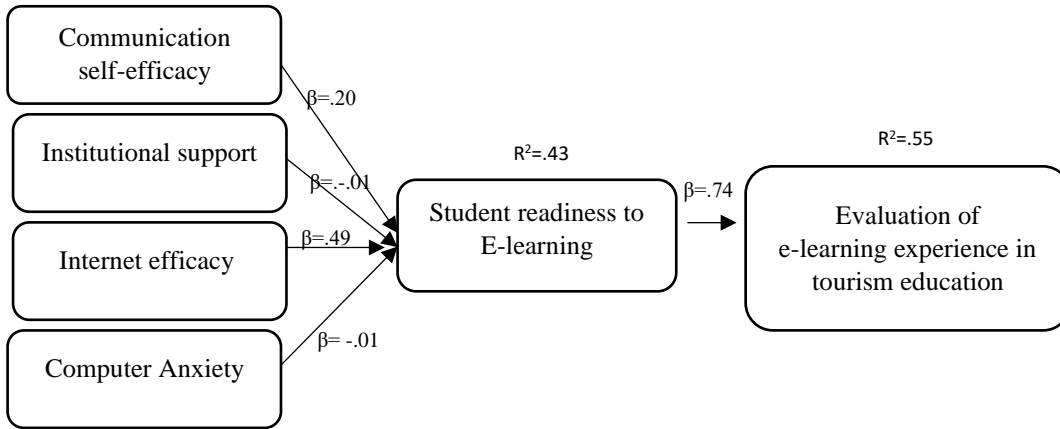 Communication
self-efficacy
β=.20
Institutional support
β=.-.01
Internet efficacy
β=.49
Computer Anxiety
β= -.01
R²=.43
Student readiness to
E-learning
β=.74
R²=.55
Evaluation of
e-learning experience in
tourism education